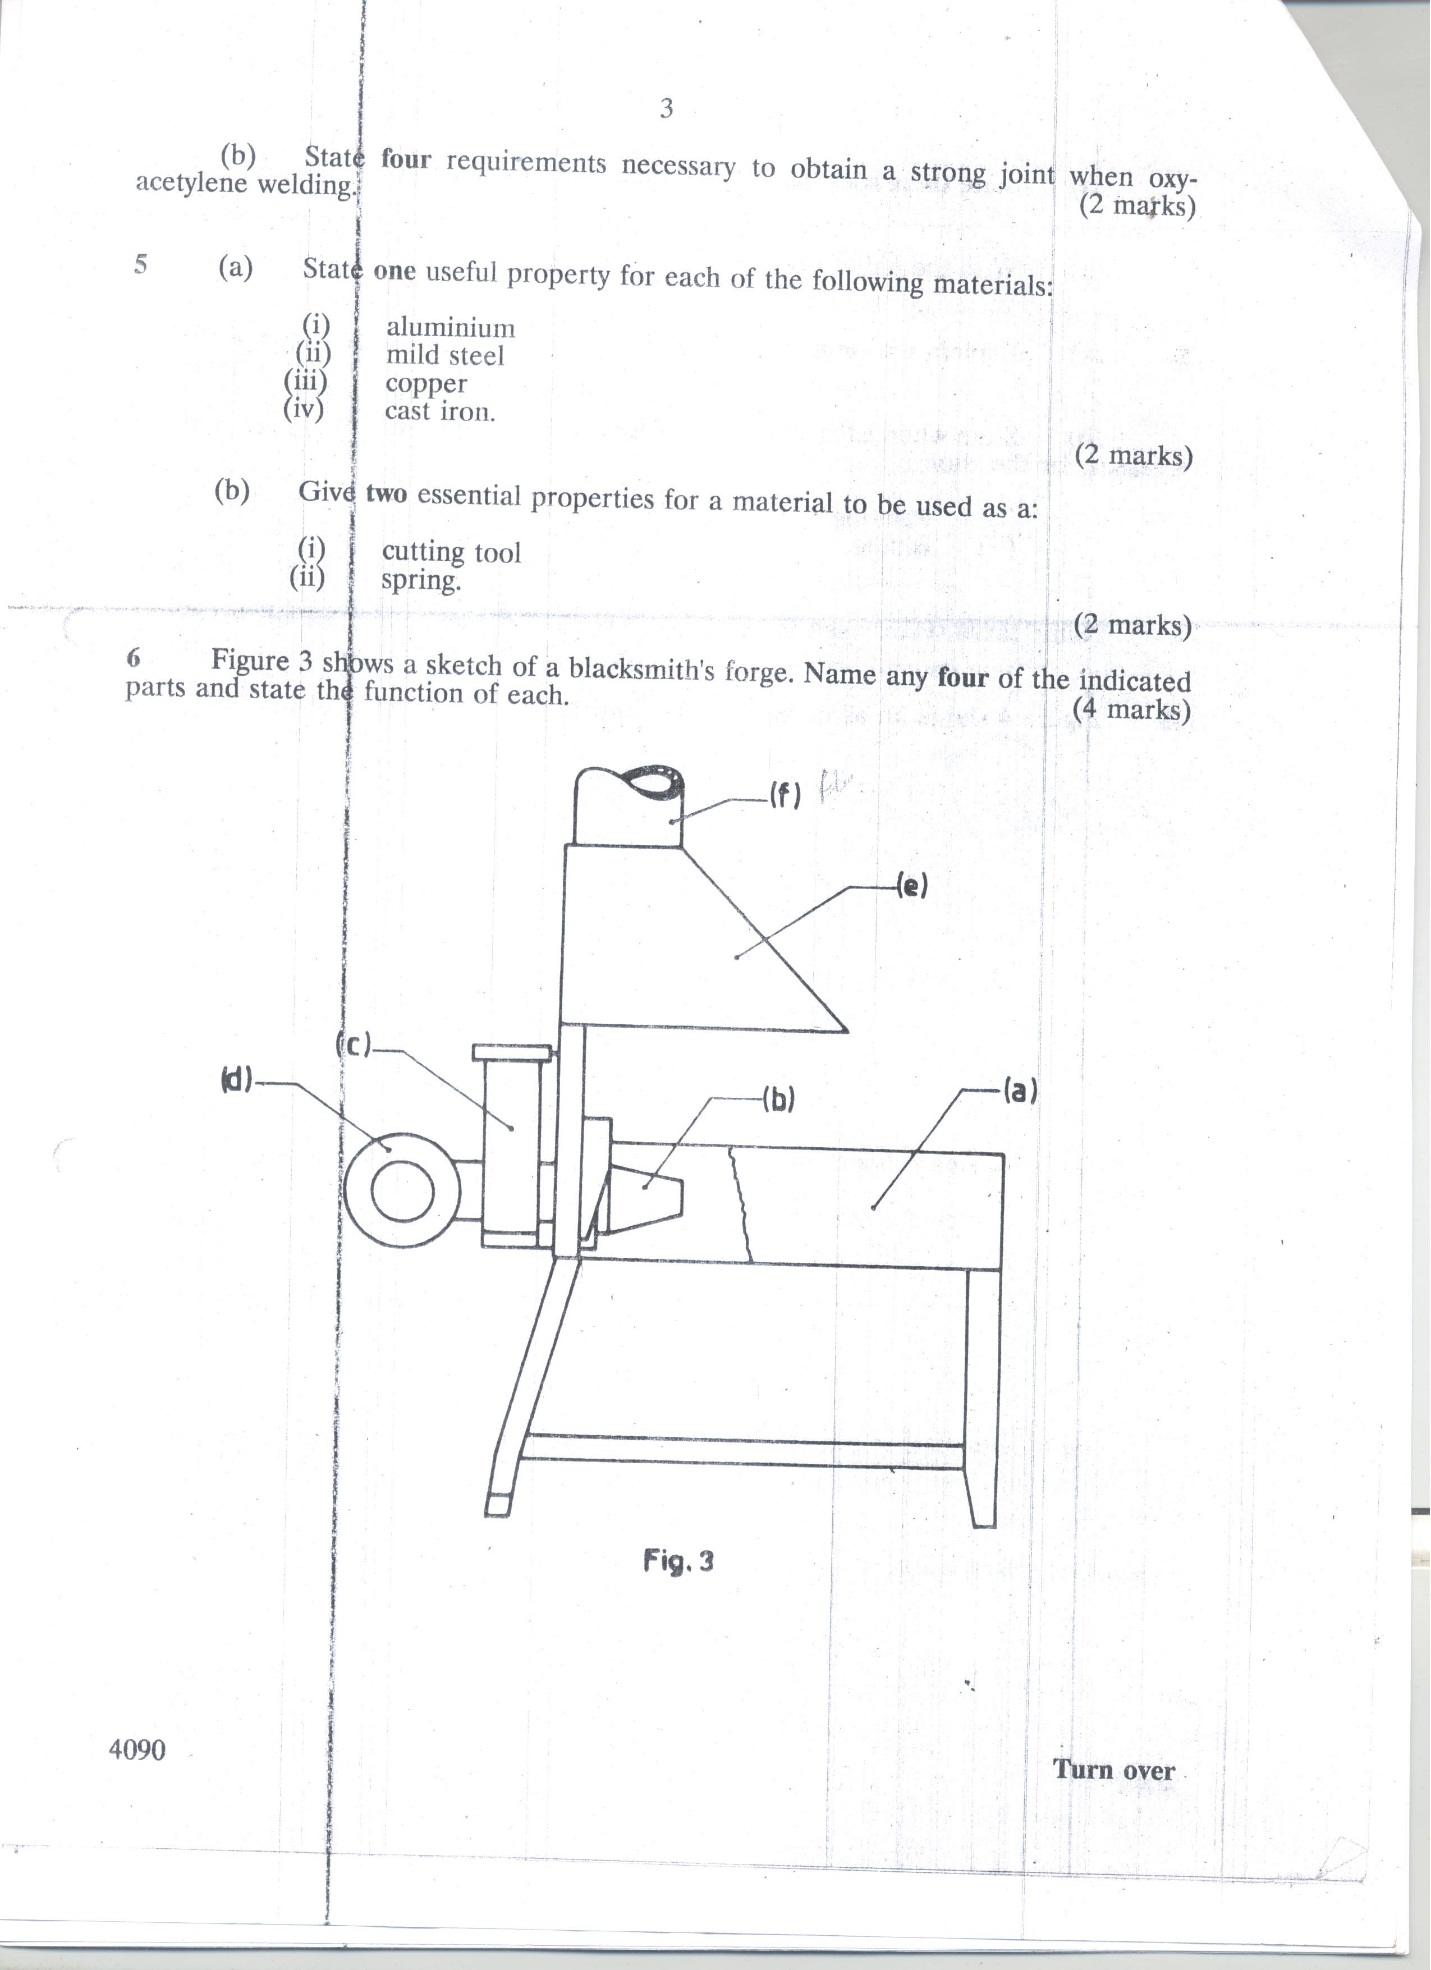 3
(b) State four requirements necessary to obtain a strong joint when oxy-
acetylene welding.
(2 marks)
5 (a) State one useful property for each of the following materials:
(i) aluminium
(ii) mild steel
(iii) copper
(iv) cast iron.
(2 marks)
(b) Give two essential properties for a material to be used as a:
(i) cutting tool
(ii) spring.
(2 marks)
6 Figure 3 shows a sketch of a blacksmith's forge. Name any four of the indicated
parts and state the function of each.
(4 marks)
(f)
(e)
(c)
(d)
(b)
(a)
Fig. 3
4090
Turn over